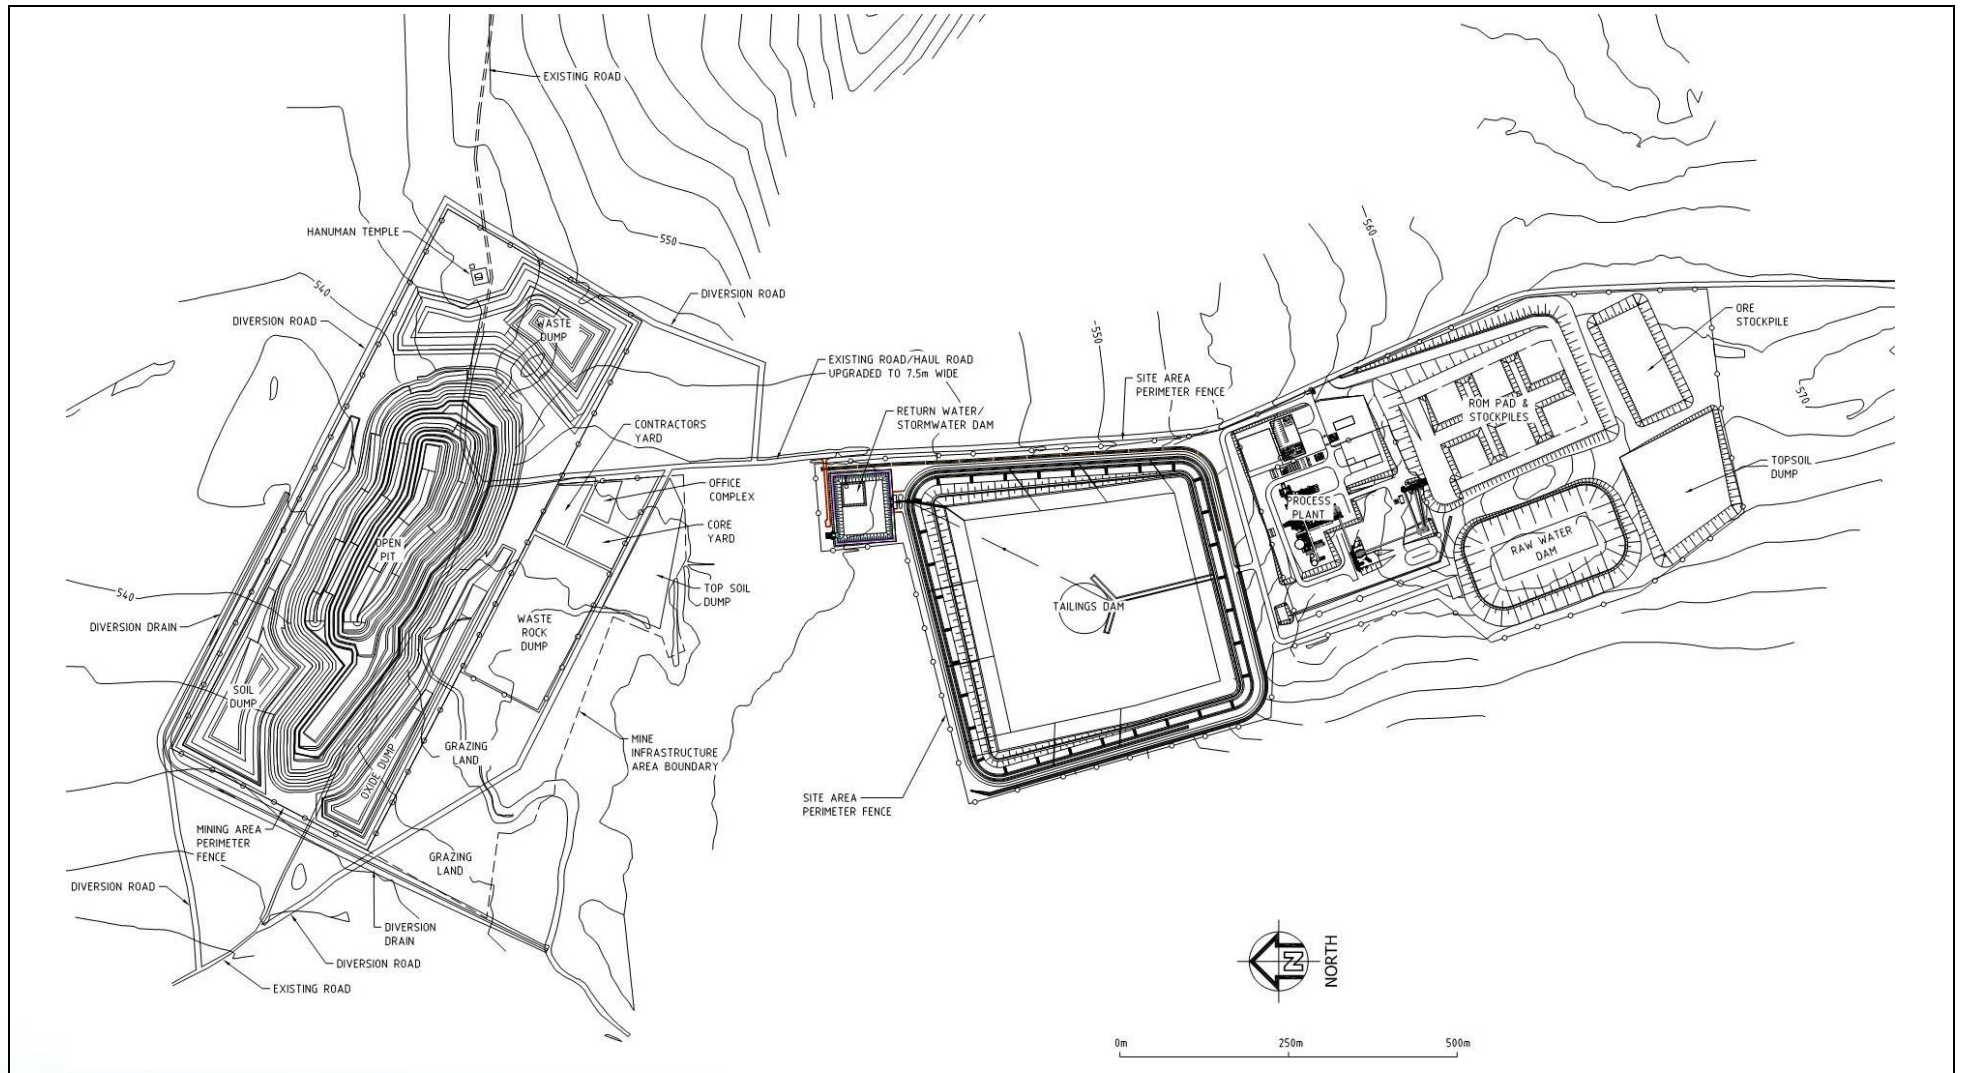 EXISTING ROAD
HANUMAN TEMPLE
550
560
540
DIVERSION ROAD
DIVERSION ROAD
WASTE
DUMP
550
EXISTING ROAD/HAUL ROAD
UPGRADED TO 7.5m WIDE
SITE AREA
PERIMETER FENCE
ORE
STOCKPILE
570
ROM PAD &
STOCKPILES
RETURN WATER/
STORMWATER DAM
CONTRACTORS
YARD
TOPSOIL
DUMP
OFFICE
COMPLEX
PROCESS
PLANT
CORE
YARD
RAW WATER
DAM
OPEN
PIT
540
TOP SOIL
DUMP
TAILINGS DAM
DIVERSION DRAIN
WASTE
ROCK
DUMP
SOIL
DUMP
MINE
INFRASTRUCTURE
AREA BOUNDARY
GRAZING
LAND
OXIDE DUMP
SITE AREA
PERIMETER FENCE
MINING AREA
PERIMETER
FENCE
GRAZING
LAND
DIVERSION ROAD
DIVERSION
DRAIN
DIVERSION ROAD
EXISTING ROAD
N
NORTH
0m 250m 500m